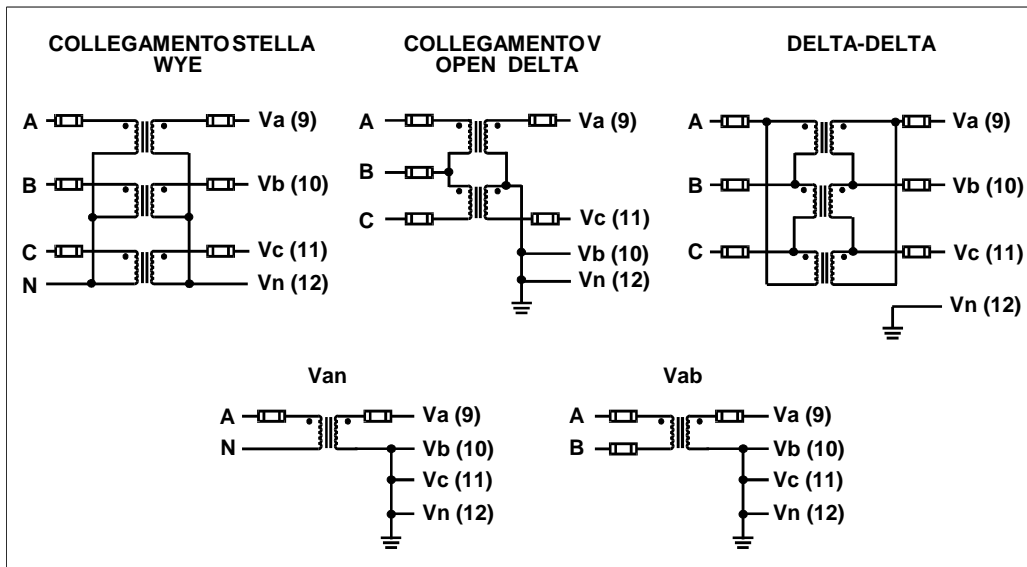 COLLEGAMENTO STELLA
WYE
A
Va (9)
B
Vb (10)
C
Vc (11)
N
Vn (12)
COLLEGAMENTO V
OPEN DELTA
A
Va (9)
B
C
Vc (11)
Vb (10)
Vn (12)
DELTA-DELTA
A
Va (9)
B
Vb (10)
C
Vc (11)
Vn (12)
Van
A
Va (9)
N
Vb (10)
Vc (11)
Vn (12)
Vab
A
Va (9)
B
Vb (10)
Vc (11)
Vn (12)